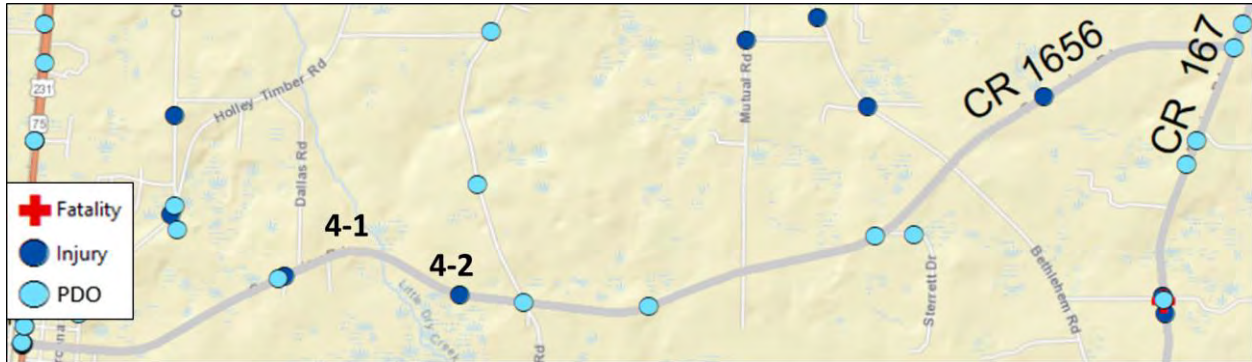 CR 1656
CR 167
231
75
Holley Timber Rd
Dallas Rd
Mutual Rd
4-1
4-2
Little Dry Creek
Rd
Sterrett Dr
Bethlehem Rd
Fatality
Injury
PDO